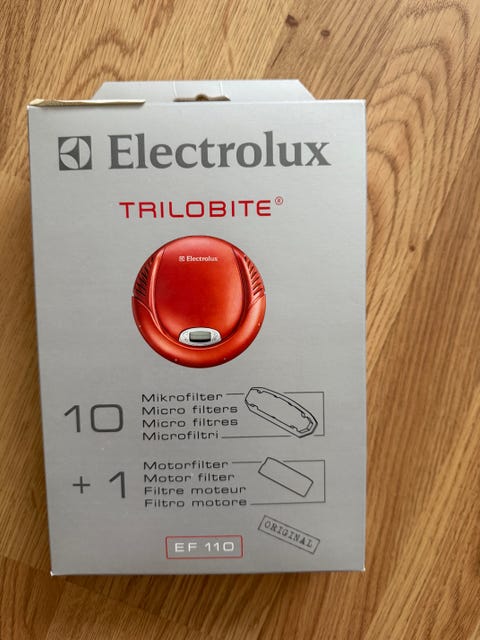 Electrolux
TRILOBITE®
Electrolux
10
Mikrofilter
Micro filters
Micro filtres
Microfiltri
+ 1
Motorfilter
Motor filter
Filtre moteur
Filtro motore
ORIGINAL
EF 110